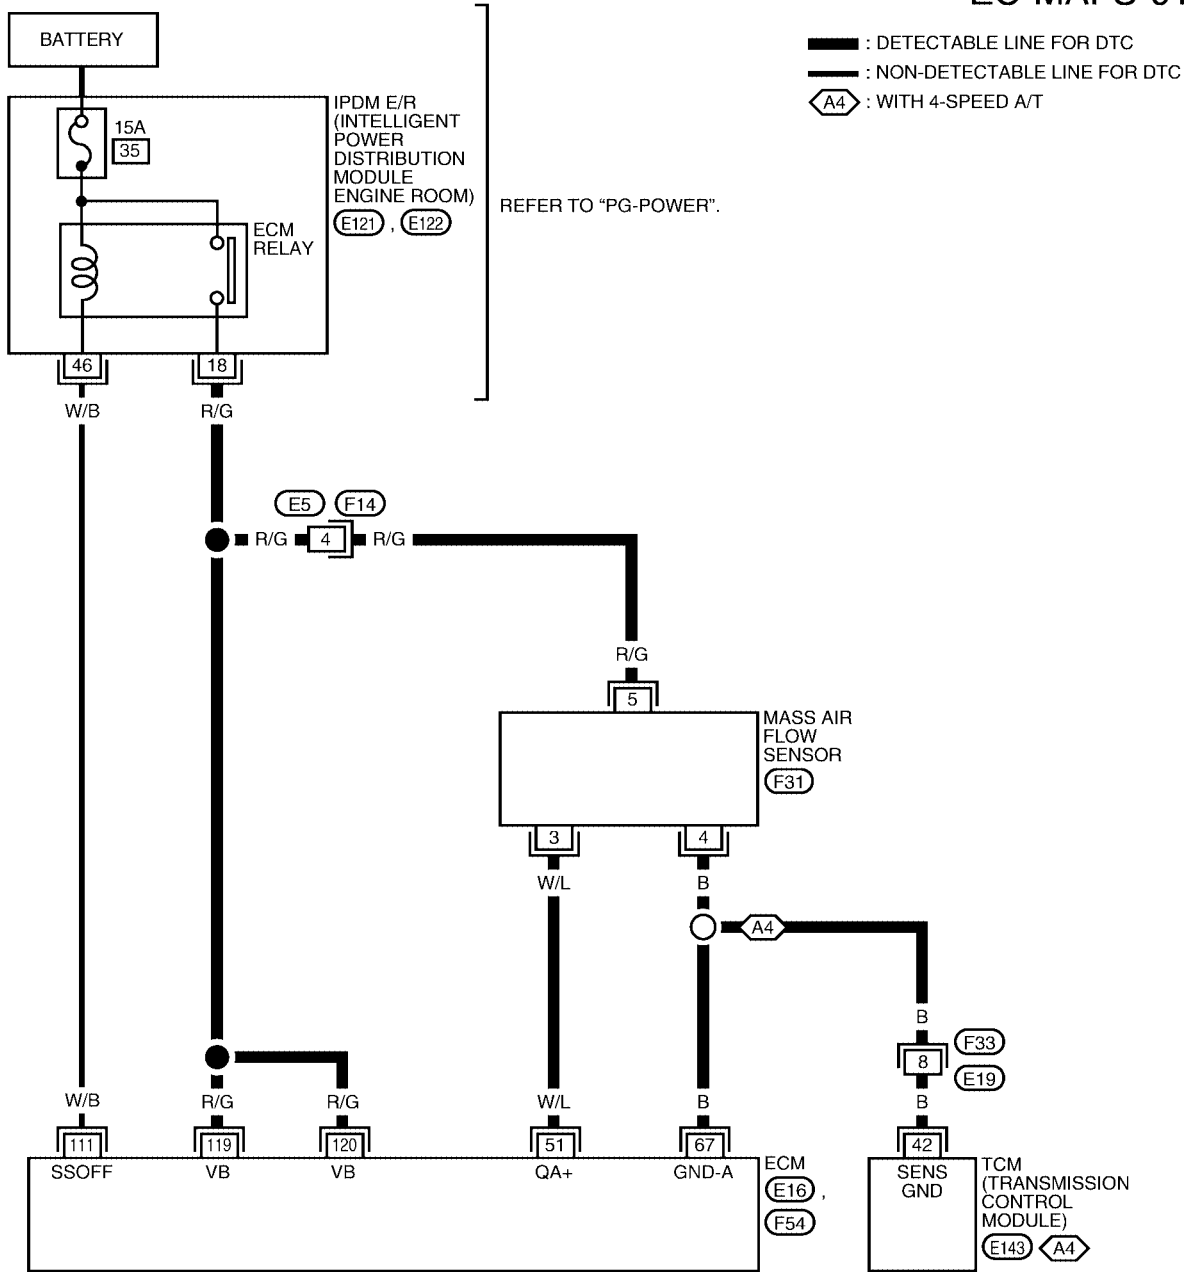 BATTERY
: DETECTABLE LINE FOR DTC
: NON-DETECTABLE LINE FOR DTC
A4 : WITH 4-SPEED A/T
15A
35
IPDM E/R
(INTELLIGENT
POWER
DISTRIBUTION
MODULE
ENGINE ROOM)
E121 , E122
REFER TO “PG-POWER”.
ECM
RELAY
46 18
W/B R/G
E5 F14
R/G 4 R/G
R/G
5
MASS AIR
FLOW
SENSOR
F31
3 4
W/L B
A4
B
8
F33
E19
W/B R/G R/G W/L B B
111 119 120 51 67 42
SSOFF VB VB QA+ GND-A
ECM
E16 ,
F54
SENS
GND
TCM
(TRANSMISSION
CONTROL
MODULE)
E143 A4